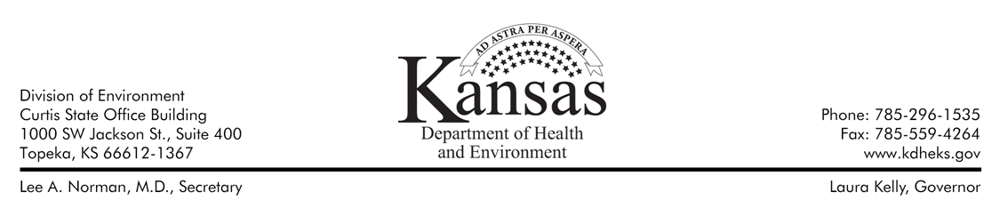 Division of Environment
Curtis State Office Building
1000 SW Jackson St., Suite 400
Topeka, KS 66612-1367
AD ASTRA PER ASPERA
Kansas
Department of Health
and Environment
Phone: 785-296-1535
Fax: 785-559-4264
www.kdheks.gov
Lee A. Norman, M.D., Secretary
Laura Kelly, Governor